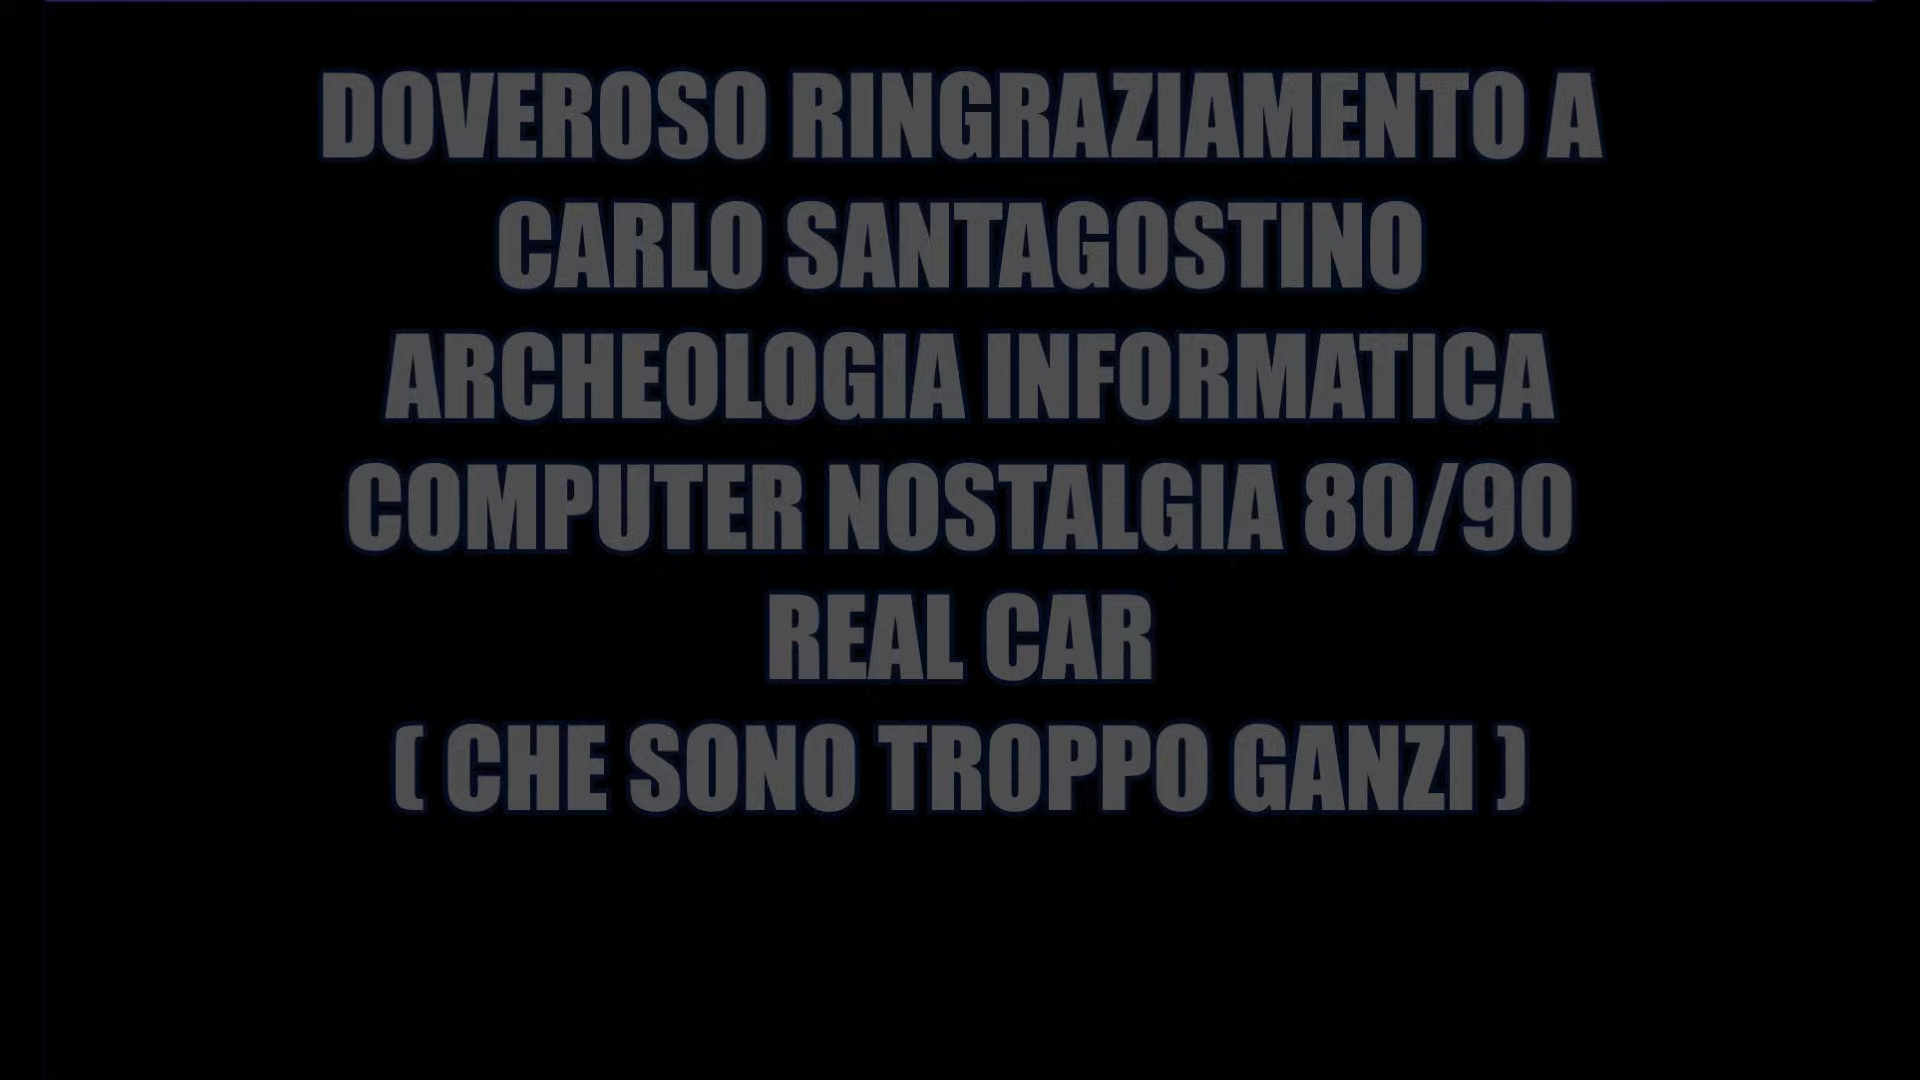 DOVEROSO RINGRAZIAMENTO A
CARLO SANTAGOSTINO
ARCHEOLOGIA INFORMATICA
COMPUTER NOSTALGIA 80/90
REAL CAR
( CHE SONO TROPPO GANZI )